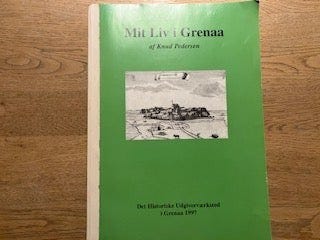 Mit Liv i Grenaa
af Knud Pedersen
Det Historiske Udgiverværksted
i Grenaa 1997